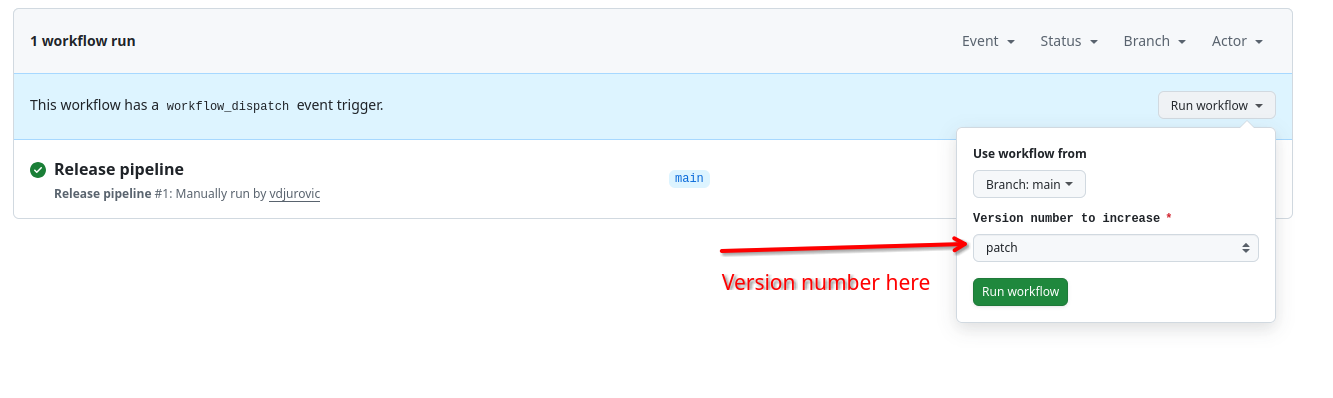 1 workflow run
Event
Status
Branch
Actor
This workflow has a workflow_dispatch event trigger.
Run workflow
Use workflow from
Release pipeline
main
Branch: main
Release pipeline #1: Manually run by vdjurovic
Version number to increase *
patch
Version number here
Run workflow